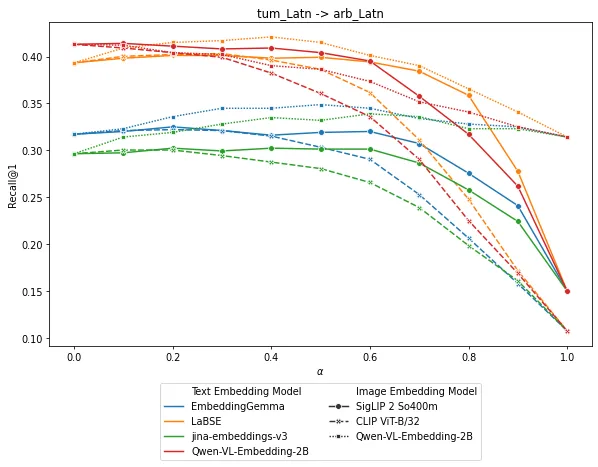 tum_Latn -> arb_Latn
0.40
0.35
0.30
0.25
0.20
0.15
0.10
Recall@1
0.0 0.2 0.4 0.6 0.8 1.0
α
Text Embedding Model
EmbeddingGemma
LaBSE
jina-embeddings-v3
Qwen-VL-Embedding-2B
Image Embedding Model
SigLIP 2 So400m
CLIP ViT-B/32
Qwen-VL-Embedding-2B